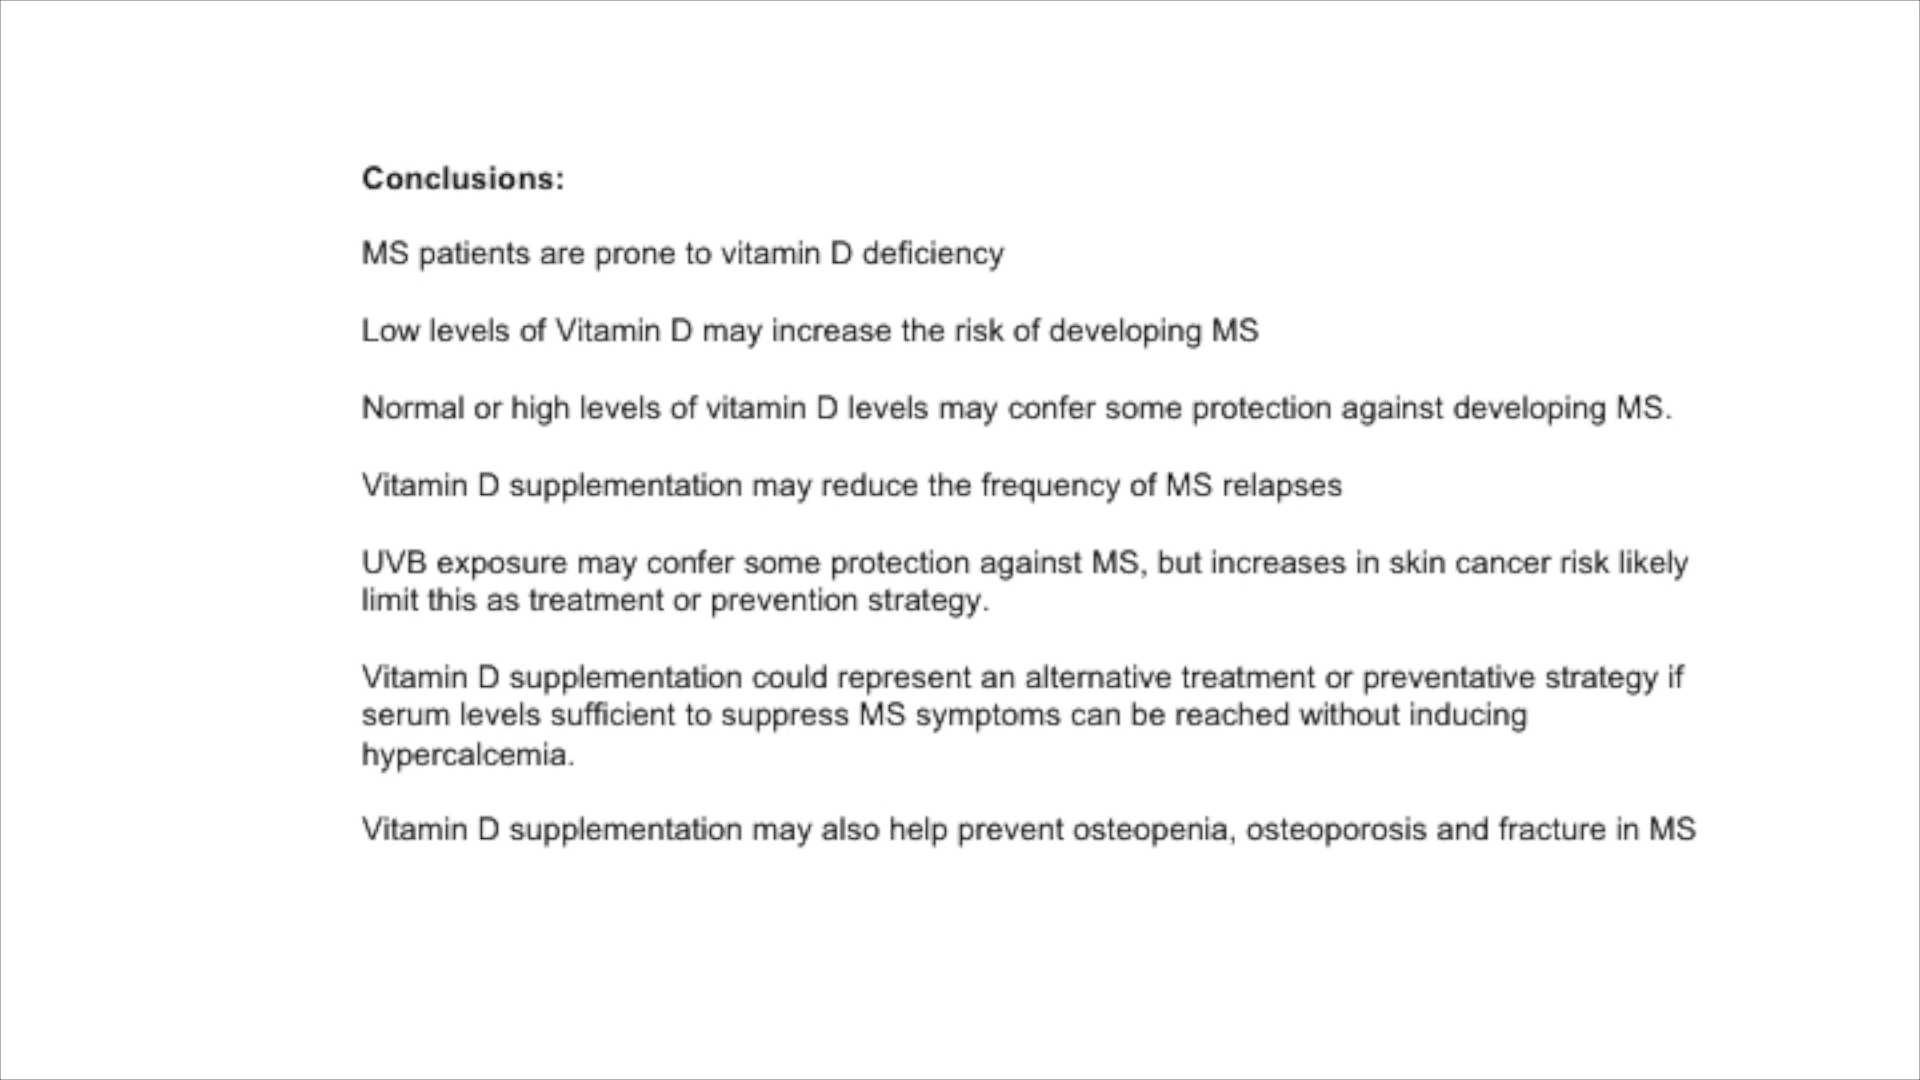 Conclusions:
MS patients are prone to vitamin D deficiency
Low levels of Vitamin D may increase the risk of developing MS
Normal or high levels of vitamin D levels may confer some protection against developing MS.
Vitamin D supplementation may reduce the frequency of MS relapses
UVB exposure may confer some protection against MS, but increases in skin cancer risk likely
limit this as treatment or prevention strategy.
Vitamin D supplementation could represent an alternative treatment or preventative strategy if
serum levels sufficient to suppress MS symptoms can be reached without inducing
hypercalcemia.
Vitamin D supplementation may also help prevent osteopenia, osteoporosis and fracture in MS